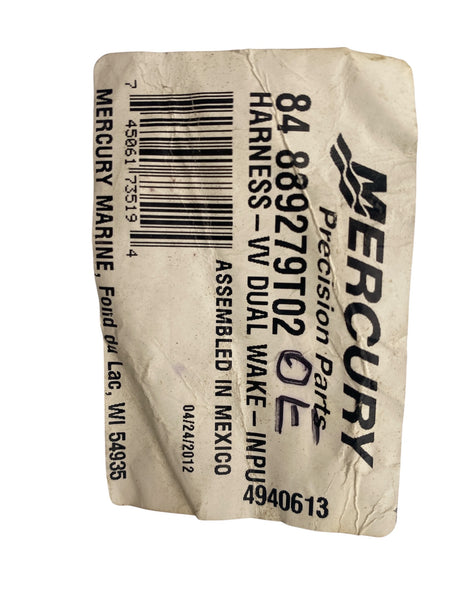 MERCURY
Precision Parts
84 889279T02 OE
HARNESS-VV DUAL WAKE-INPU
4940613
ASSEMBLED IN MEXICO
04/24/2012
7 45061 73519 4
MERCURY MARINE, Fond du Lac, WI 54935